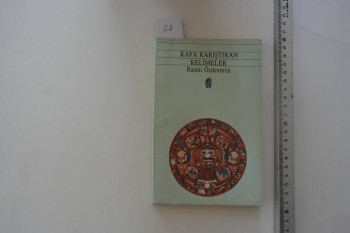 KAFA KARIŞTIRAN
KELİMELER
Rasim Özdenören